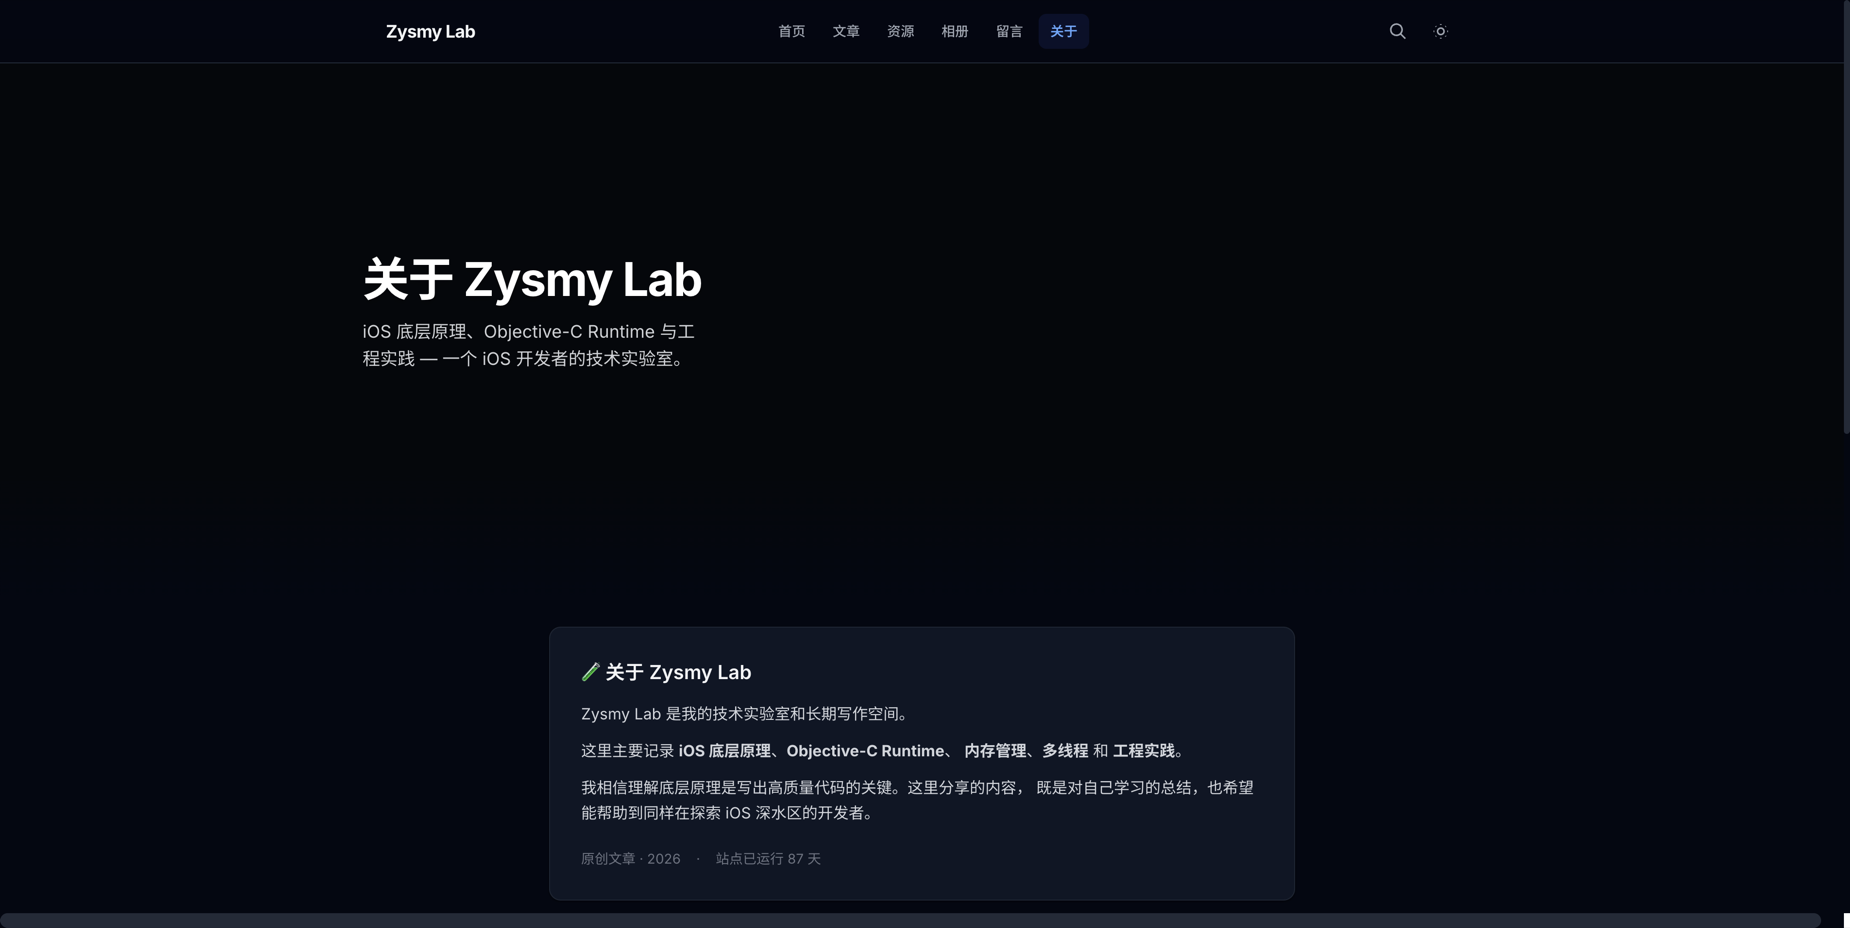 Zysmy Lab
首页 文章 资源 相册 留言 关于
关于 Zysmy Lab
iOS 底层原理、Objective-C Runtime 与工
程实践 — 一个 iOS 开发者的技术实验室。
关于 Zysmy Lab
Zysmy Lab 是我的技术实验室和长期写作空间。
这里主要记录 iOS 底层原理、Objective-C Runtime、 内存管理、多线程 和 工程实践。
我相信理解底层原理是写出高质量代码的关键。这里分享的内容， 既是对自己学习的总结，也希望
能帮助到同样在探索 iOS 深水区的开发者。
原创文章 · 2026 · 站点已运行 87 天